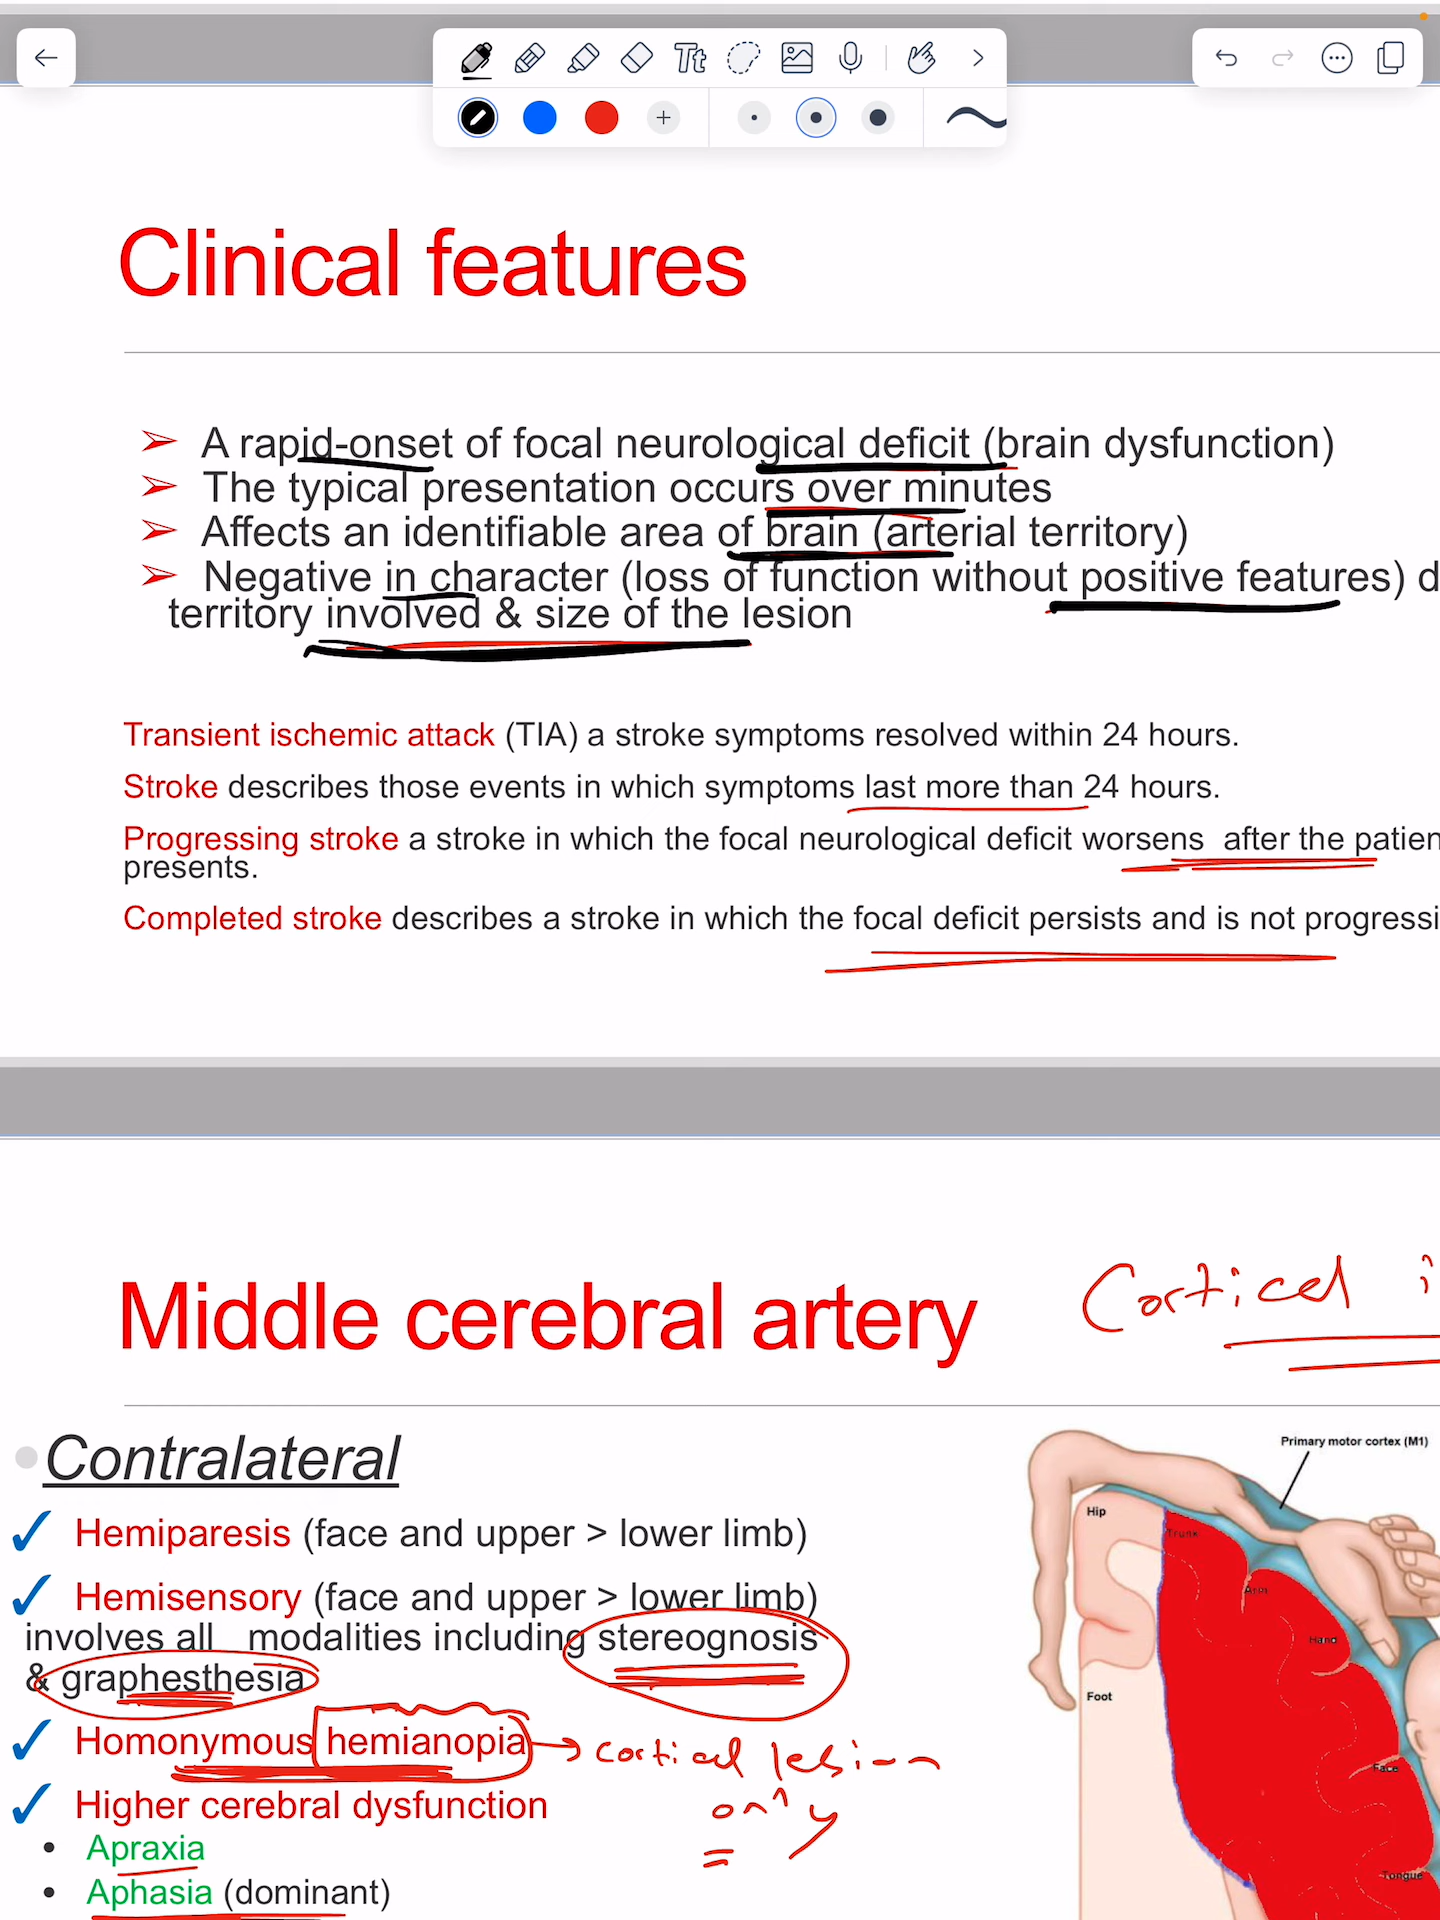 Tt
Clinical features
➢ A rapid-onset of focal neurological deficit (brain dysfunction)
➢ The typical presentation occurs over minutes
➢ Affects an identifiable area of brain (arterial territory)
➢ Negative in character (loss of function without positive features) d
territory involved & size of the lesion
Transient ischemic attack (TIA) a stroke symptoms resolved within 24 hours.
Stroke describes those events in which symptoms last more than 24 hours.
Progressing stroke a stroke in which the focal neurological deficit worsens after the patien
presents.
Completed stroke describes a stroke in which the focal deficit persists and is not progressi
Middle cerebral artery
Cortical i
• Contralateral
Primary motor cortex (M1)
✓ Hemiparesis (face and upper > lower limb)
Hip
Trunk
✓ Hemisensory (face and upper > lower limb)
Arm
involves all modalities including stereognosis
Hand
& graphesthesia
Foot
✓ Homonymous hemianopia → cortical lesion
Face
only
✓ Higher cerebral dysfunction
• Apraxia
Tongue
• Aphasia (dominant)